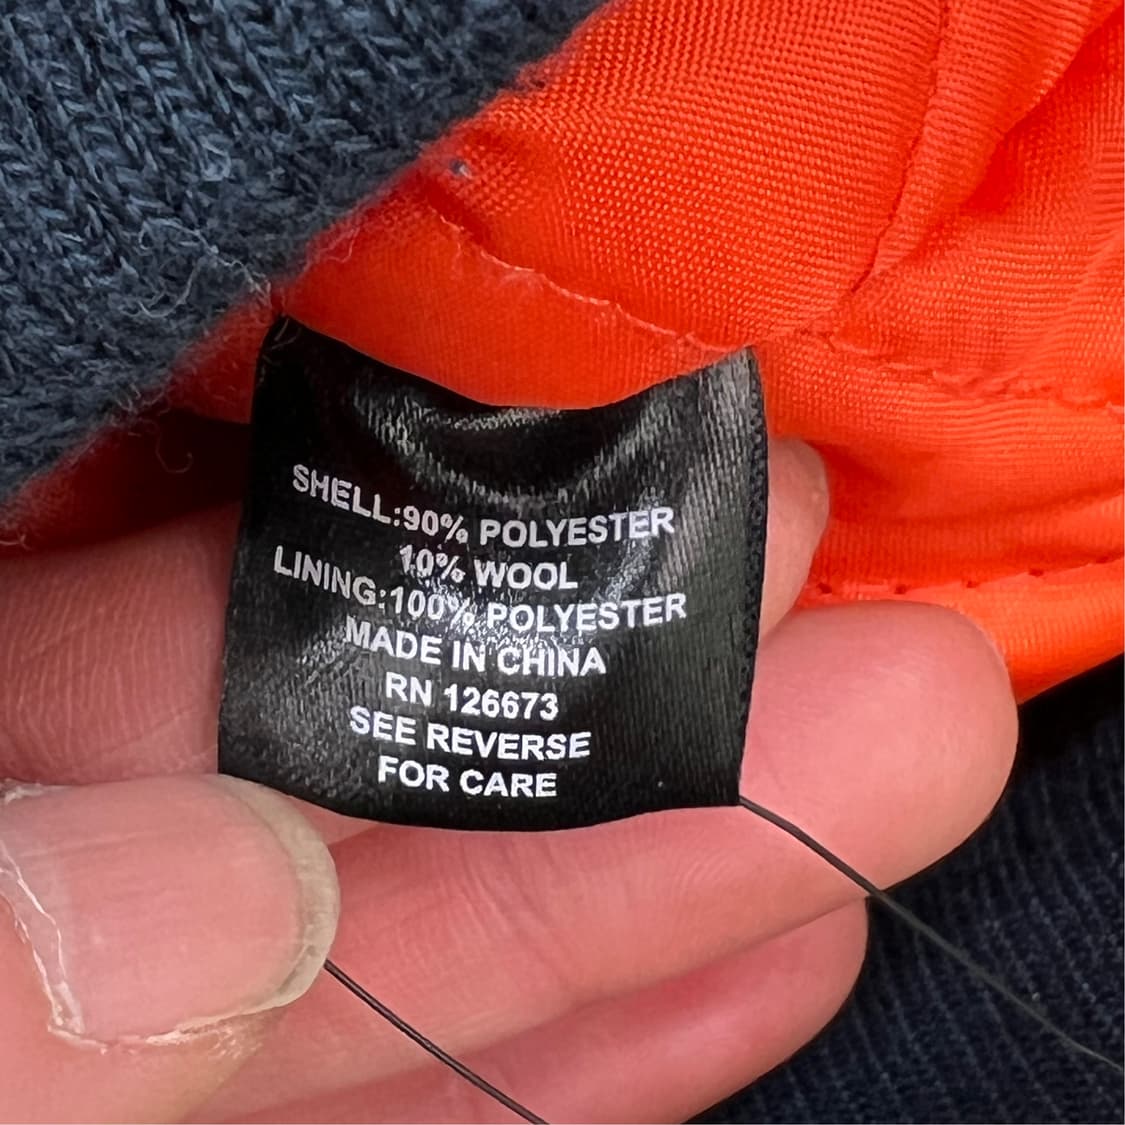 SHELL:90% POLYESTER
10% WOOL
LINING:100% POLYESTER
MADE IN CHINA
RN 126673
SEE REVERSE
FOR CARE